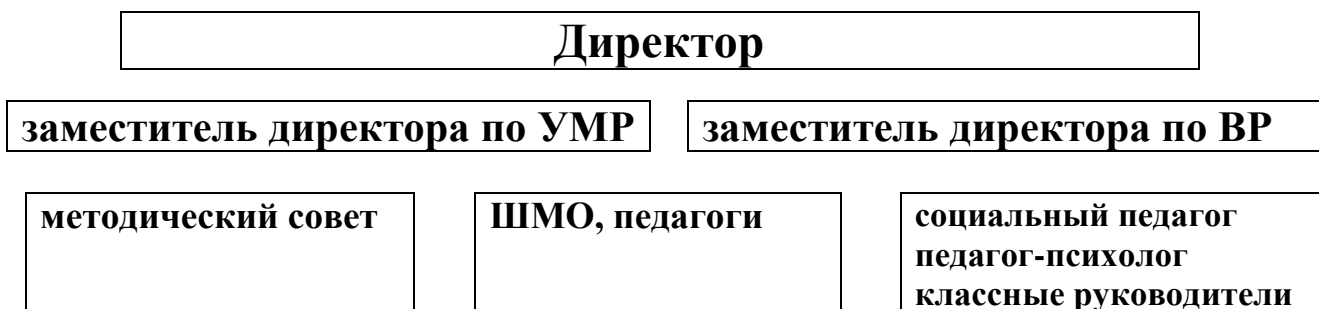 Директор
заместитель директора по УМР
заместитель директора по ВР
методический совет
ШМО, педагоги
социальный педагог
педагог-психолог
классные руководители